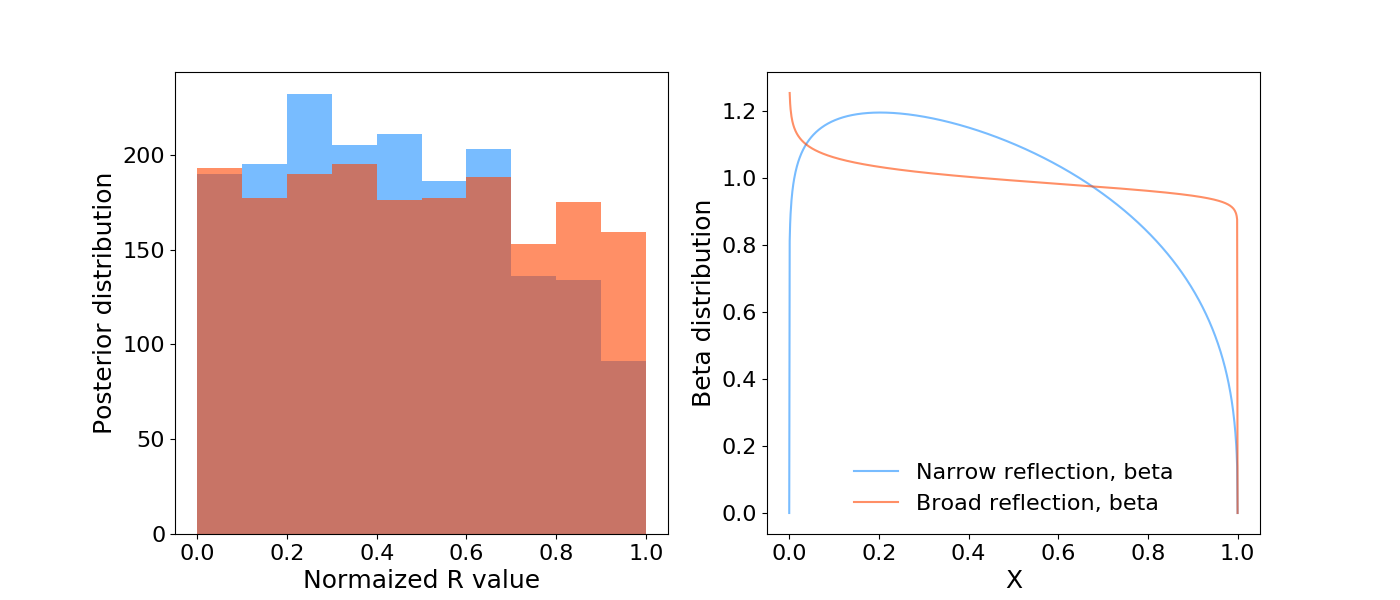 Posterior distribution
200
150
100
50
0
0.0 0.2 0.4 0.6 0.8 1.0
Normaized R value
Beta distribution
1.2
1.0
0.8
0.6
0.4
0.2
0.0
Narrow reflection, beta
Broad reflection, beta
0.0 0.2 0.4 0.6 0.8 1.0
X